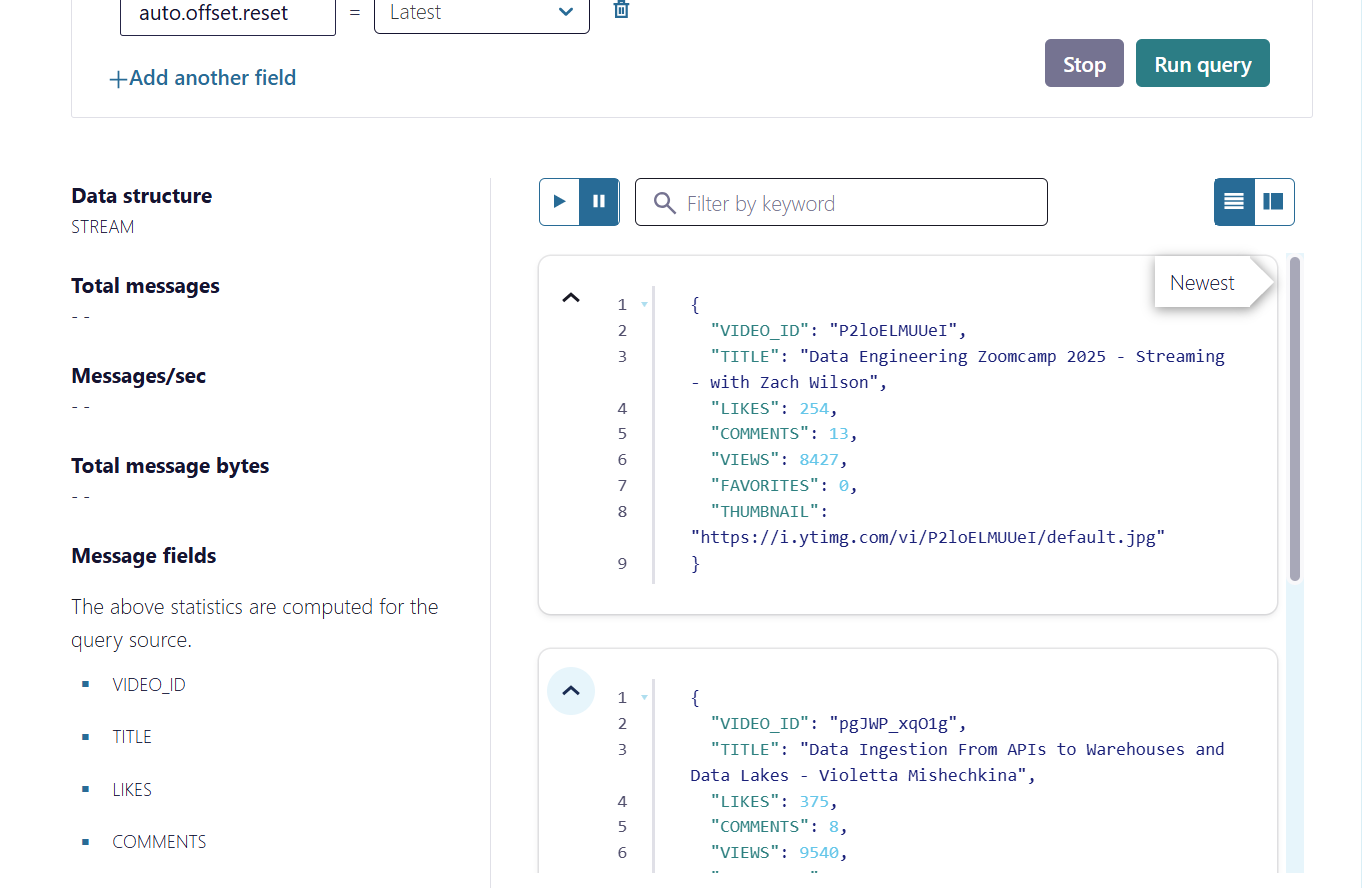 auto.offset.reset = Latest
+Add another field
Stop Run query
Data structure
STREAM
Total messages
- -
Messages/sec
- -
Total message bytes
- -
Message fields
The above statistics are computed for the
query source.
VIDEO_ID
TITLE
LIKES
COMMENTS
Filter by keyword
Newest
1 {
2 "VIDEO_ID": "P2loELMUUeI",
3 "TITLE": "Data Engineering Zoomcamp 2025 - Streaming
- with Zach Wilson",
4 "LIKES": 254,
5 "COMMENTS": 13,
6 "VIEWS": 8427,
7 "FAVORITES": 0,
8 "THUMBNAIL":
"https://i.ytimg.com/vi/P2loELMUUeI/default.jpg"
9 }
1 {
2 "VIDEO_ID": "pgJWP_xqO1g",
3 "TITLE": "Data Ingestion From APIs to Warehouses and
Data Lakes - Violetta Mishechkina",
4 "LIKES": 375,
5 "COMMENTS": 8,
6 "VIEWS": 9540,